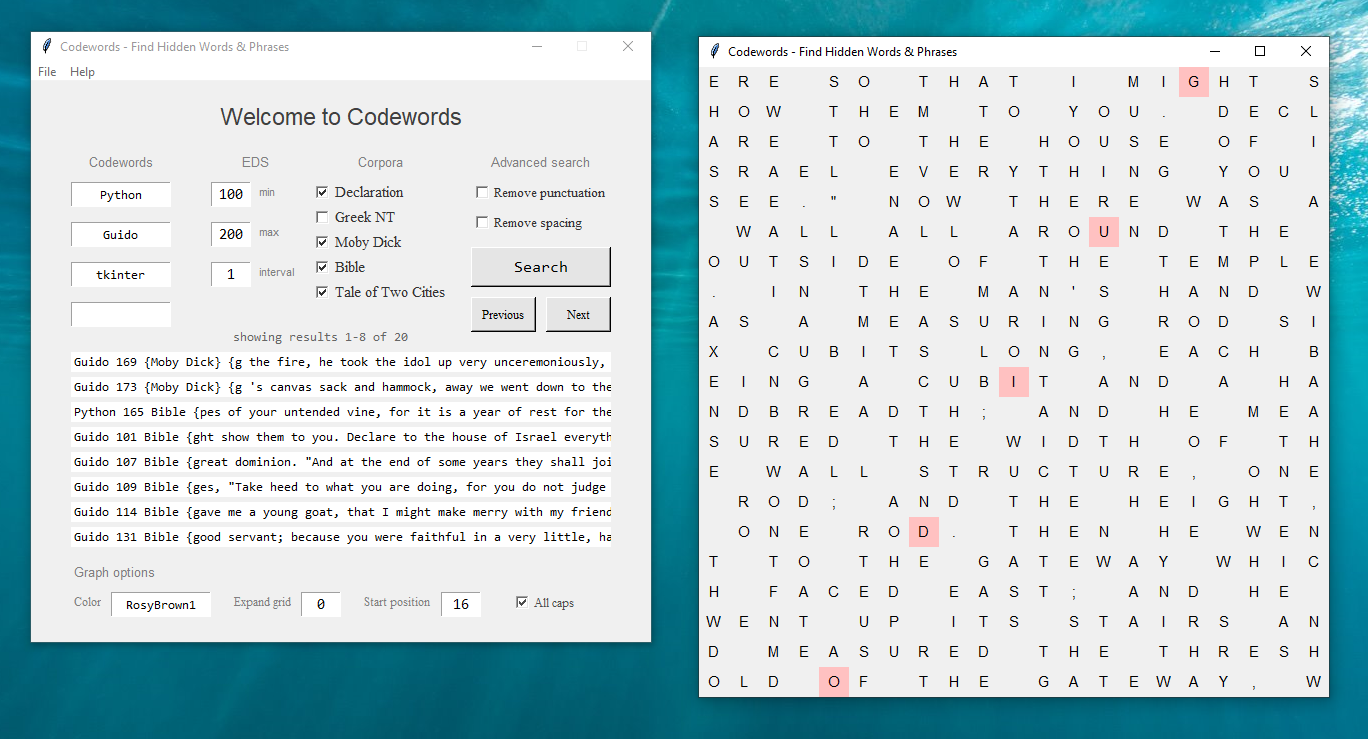 Codewords - Find Hidden Words & Phrases
File Help
Welcome to Codewords
Codewords EDS Corpora Advanced search
Python 100 min Declaration Remove punctuation
Greek NT
Guido 200 max Moby Dick Remove spacing
tkinter 1 interval Bible Search
Tale of Two Cities
Previous Next
showing results 1-8 of 20
Guido 169 {Moby Dick} {g the fire, he took the idol up very unceremoniously,
Guido 173 {Moby Dick} {g 's canvas sack and hammock, away we went down to the
Python 165 Bible {pes of your untended vine, for it is a year of rest for the
Guido 101 Bible {ght show them to you. Declare to the house of Israel everyth
Guido 107 Bible {great dominion. "And at the end of some years they shall joi
Guido 109 Bible {ges, "Take heed to what you are doing, for you do not judge
Guido 114 Bible {gave me a young goat, that I might make merry with my friend
Guido 131 Bible {good servant; because you were faithful in a very little, ha
Graph options
Color RosyBrown1 Expand grid 0 Start position 16 All caps
Codewords - Find Hidden Words & Phrases
E R E   S O   T H A T   I   M I G H T   S
H O W   T H E M   T O   Y O U .   D E C L
A R E   T O   T H E   H O U S E   O F   I
S R A E L   E V E R Y T H I N G   Y O U
S E E . "   N O W   T H E R E   W A S   A
W A L L   A L L   A R O U N D   T H E
O U T S I D E   O F   T H E   T E M P L E
.   I N   T H E   M A N ' S   H A N D   W
A S   A   M E A S U R I N G   R O D   S I
X   C U B I T S   L O N G ,   E A C H   B
E I N G   A   C U B I T   A N D   A   H A
N D B R E A D T H ;   A N D   H E   M E A
S U R E D   T H E   W I D T H   O F   T H
E   W A L L   S T R U C T U R E ,   O N E
R O D ;   A N D   T H E   H E I G H T ,
O N E   R O D .   T H E N   H E   W E N
T   T O   T H E   G A T E W A Y   W H I C
H   F A C E D   E A S T ;   A N D   H E
W E N T   U P   I T S   S T A I R S   A N
D   M E A S U R E D   T H E   T H R E S H
O L D   O F   T H E   G A T E W A Y ,   W